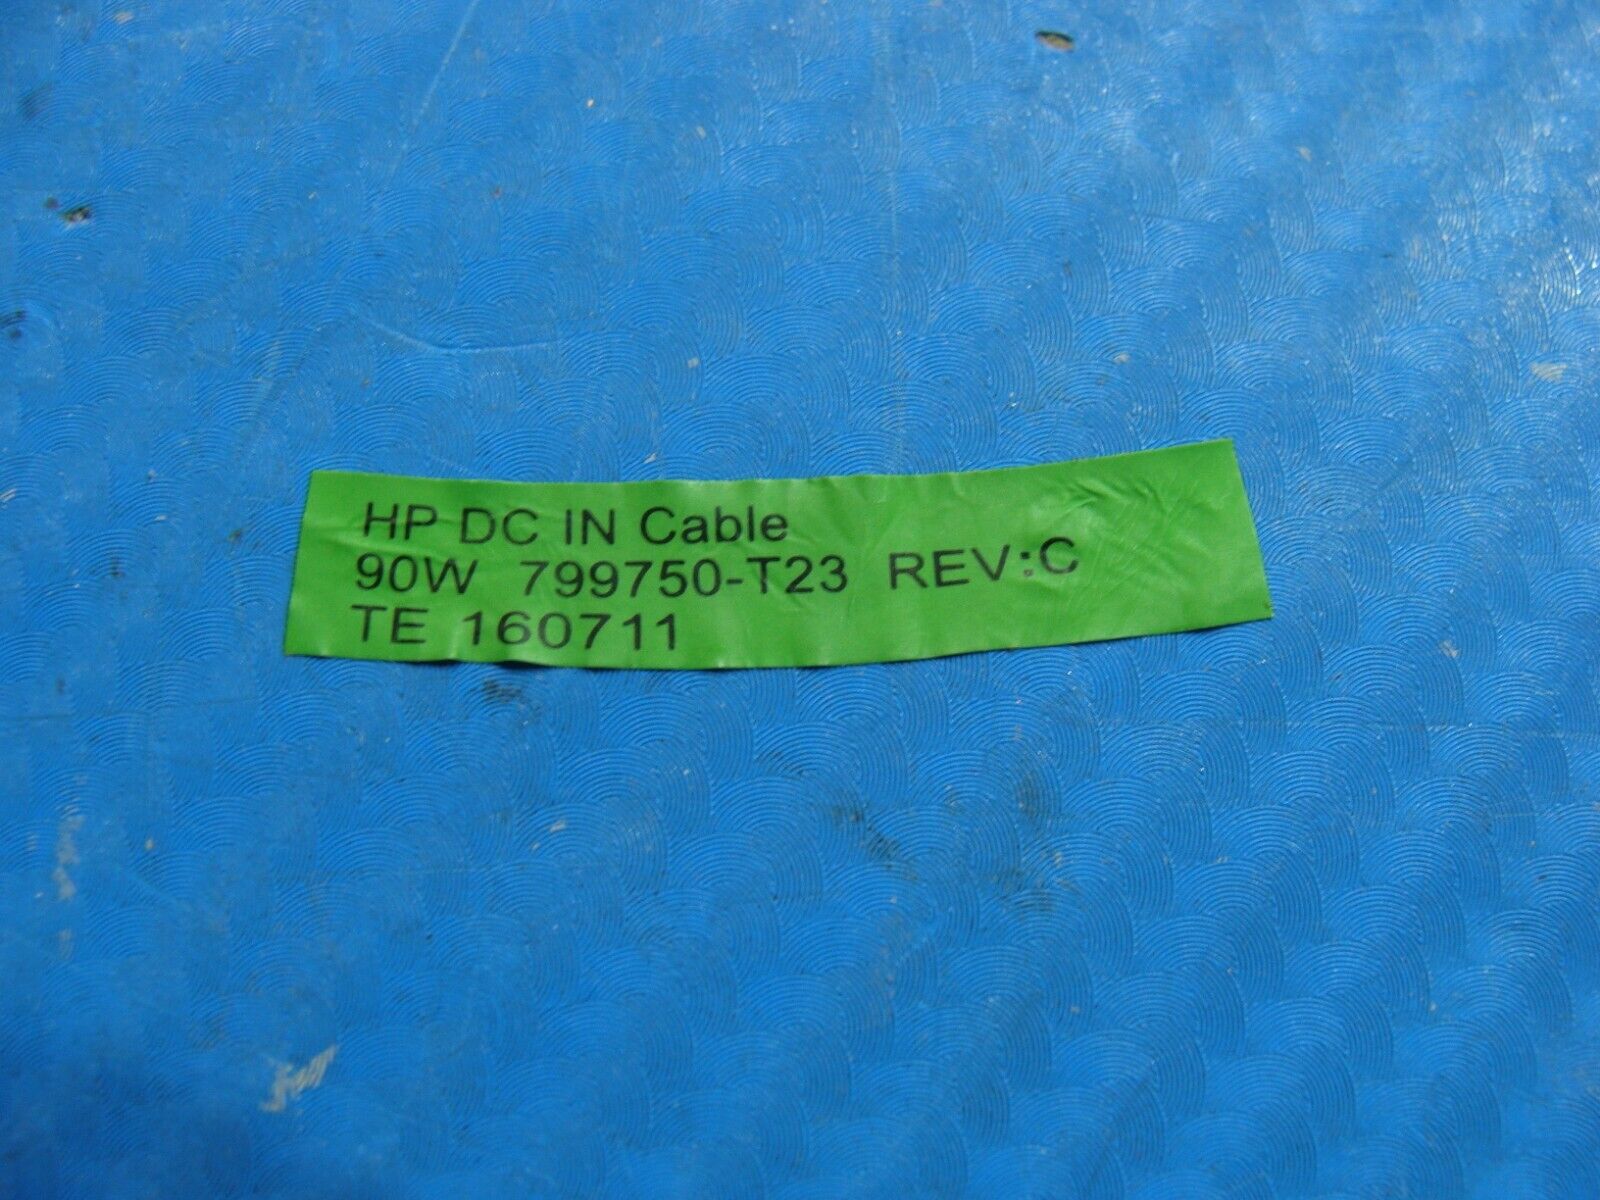 HP DC IN Cable
90W 799750-T23 REV:C
TE 160711